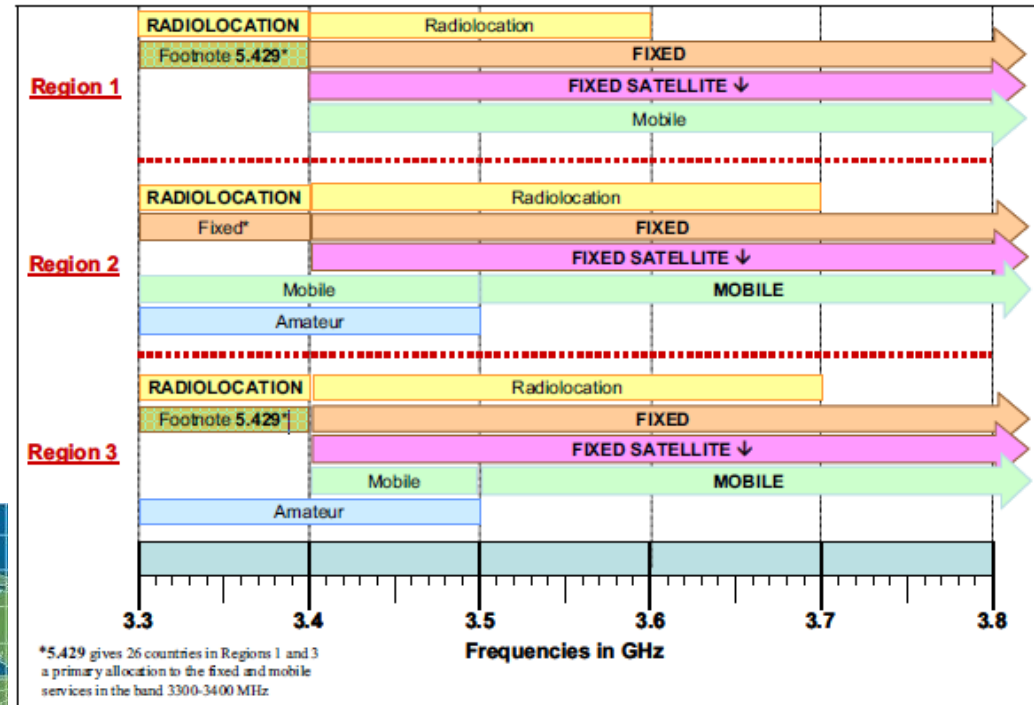 RADIOLOCATION Radiolocation
Footnote 5.429* FIXED
Region 1 FIXED SATELLITE ↓
Mobile
RADIOLOCATION Radiolocation
Fixed* FIXED
Region 2 FIXED SATELLITE ↓
Mobile MOBILE
Amateur
RADIOLOCATION Radiolocation
Footnote 5.429* FIXED
Region 3 FIXED SATELLITE ↓
Mobile MOBILE
Amateur
3.3 3.4 3.5 3.6 3.7 3.8
Frequencies in GHz
*5.429 gives 26 countries in Regions 1 and 3
a primary allocation to the fixed and mobile
services in the band 3300-3400 MHz